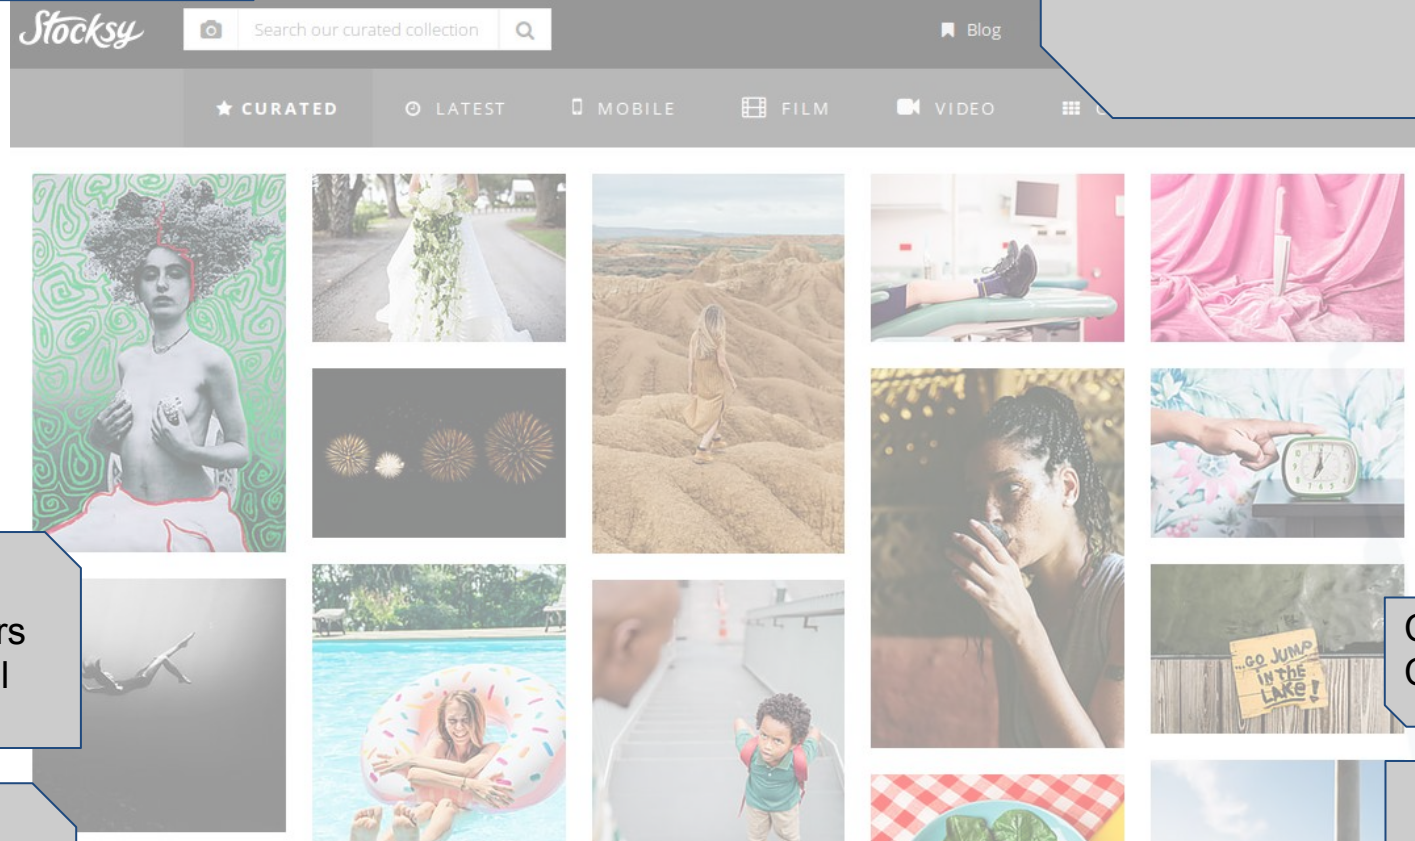 Stocksy
Search our curated collection
Blog
CURATED
LATEST
MOBILE
FILM
VIDEO
...GO JUMP
IN THE
LAKE!